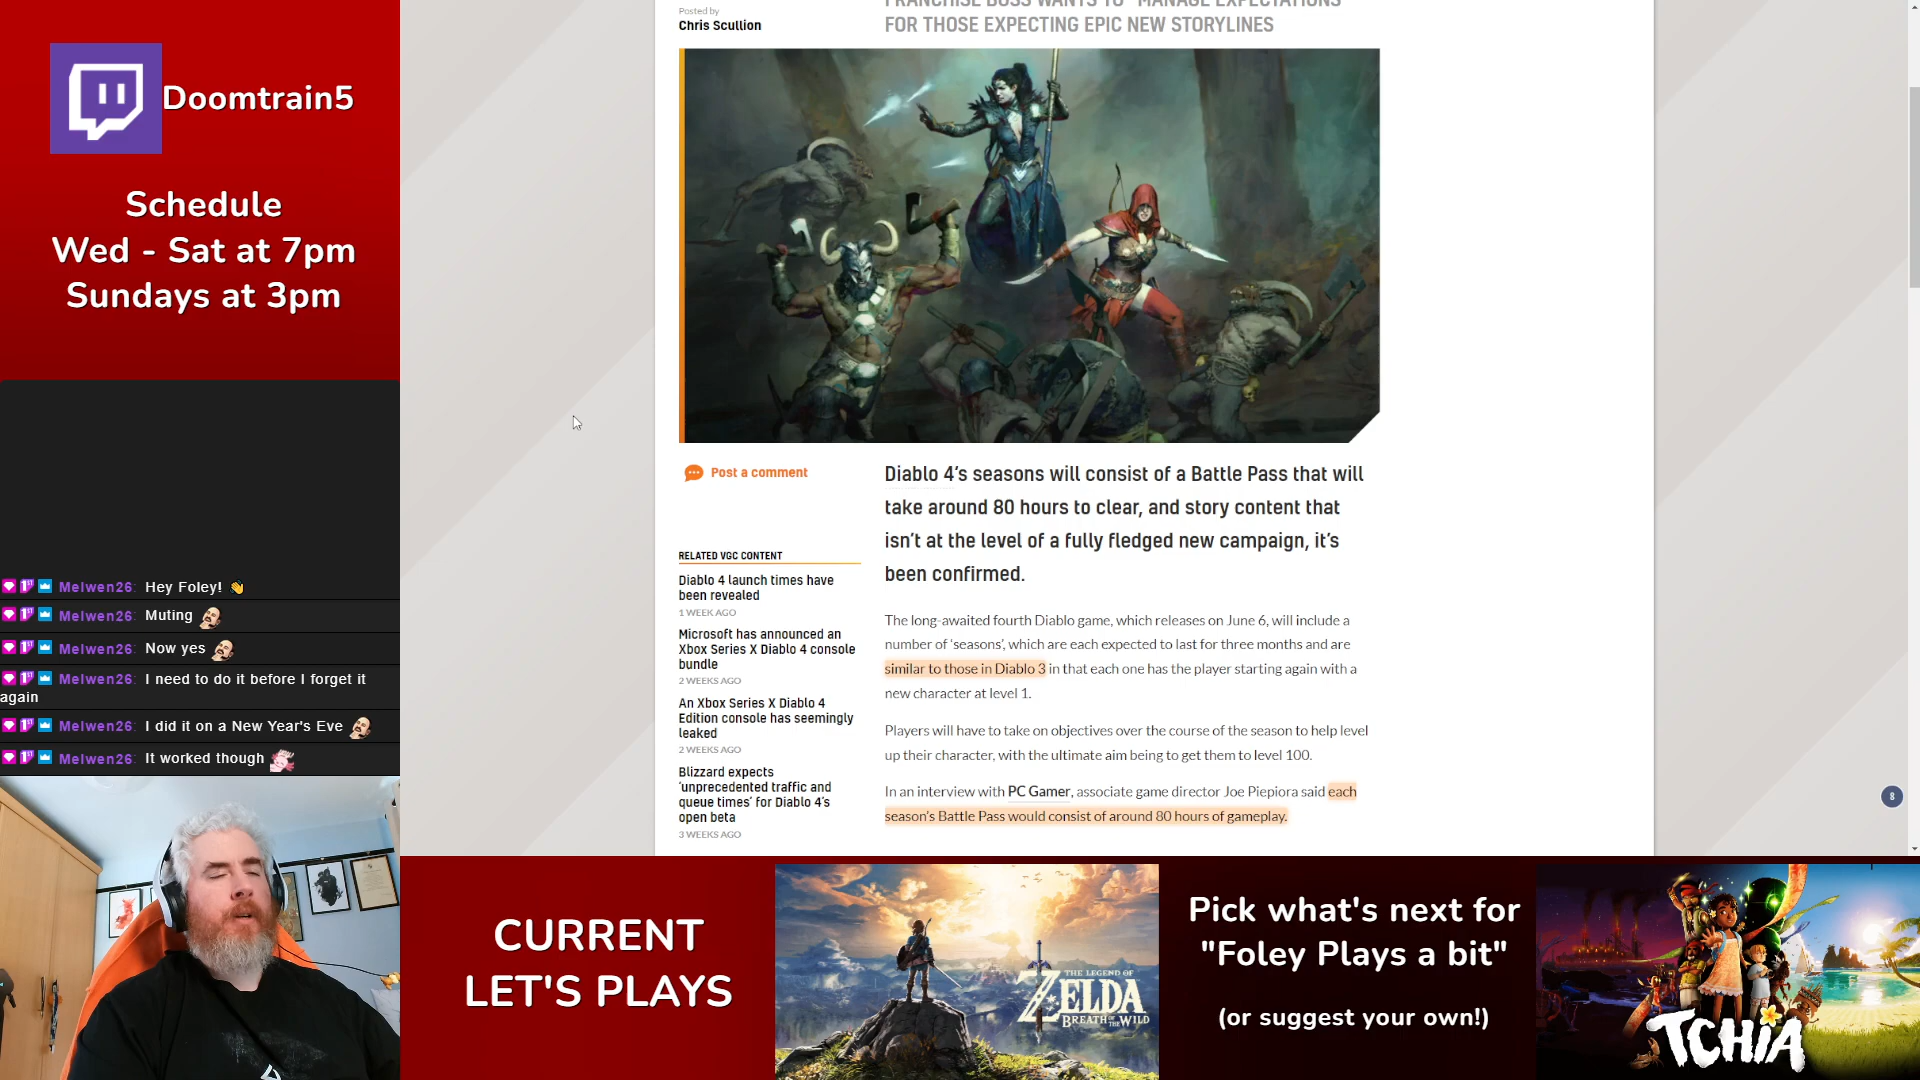 Doomtrain5
Schedule
Wed - Sat at 7pm
Sundays at 3pm
Melwen26: Hey Foley!
Melwen26: Muting
Melwen26: Now yes
Melwen26: I need to do it before I forget it
again
Melwen26: I did it on a New Year's Eve
Melwen26: It worked though
Posted by
Chris Scullion
FRANCHISE BOSS WANTS TO "MANAGE EXPECTATIONS"
FOR THOSE EXPECTING EPIC NEW STORYLINES
Post a comment
RELATED VGC CONTENT
Diablo 4 launch times have
been revealed
1 WEEK AGO
Microsoft has announced an
Xbox Series X Diablo 4 console
bundle
2 WEEKS AGO
An Xbox Series X Diablo 4
Edition console has seemingly
leaked
2 WEEKS AGO
Blizzard expects
‘unprecedented traffic and
queue times’ for Diablo 4’s
open beta
3 WEEKS AGO
Diablo 4’s seasons will consist of a Battle Pass that will
take around 80 hours to clear, and story content that
isn’t at the level of a fully fledged new campaign, it’s
been confirmed.
The long-awaited fourth Diablo game, which releases on June 6, will include a
number of ‘seasons’, which are each expected to last for three months and are
similar to those in Diablo 3 in that each one has the player starting again with a
new character at level 1.
Players will have to take on objectives over the course of the season to help level
up their character, with the ultimate aim being to get them to level 100.
In an interview with PC Gamer, associate game director Joe Piepiora said each
season’s Battle Pass would consist of around 80 hours of gameplay.
8
CURRENT
LET'S PLAYS
THE LEGEND OF
ZELDA
BREATH OF THE WILD
Pick what's next for
"Foley Plays a bit"
(or suggest your own!)
TCHIA